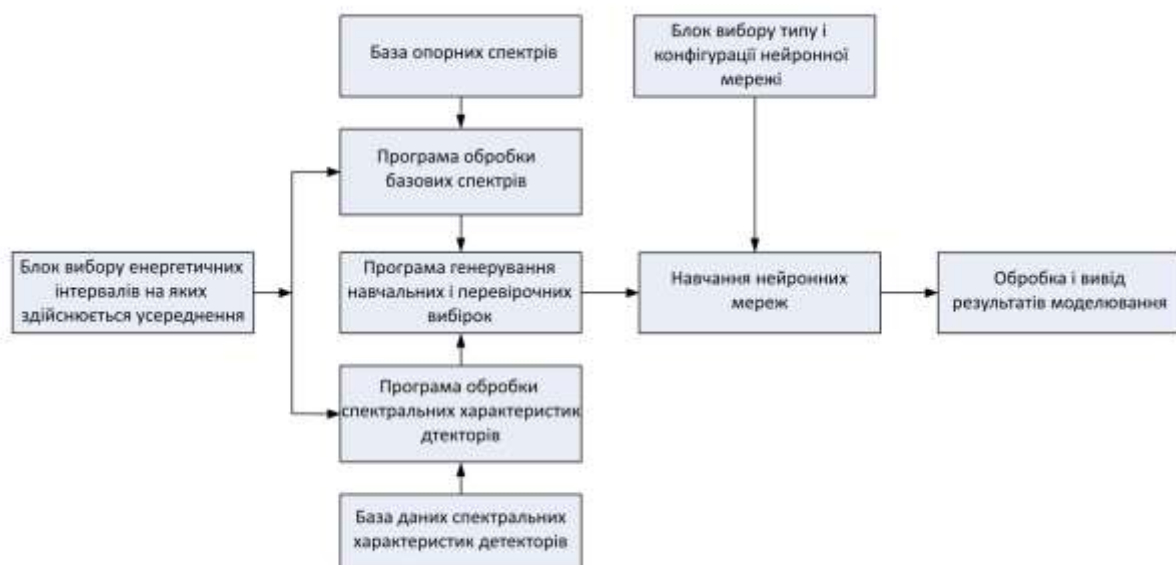 База опорних спектрів
Блок вибору типу і
конфігурації нейронної
мережі
Програма обробки
базових спектрів
Блок вибору енергетичних
інтервалів на яких
здійснюється усереднення
Програма генерування
навчальних і перевірочних
вибірок
Навчання нейронних
мереж
Обробка і вивід
результатів моделювання
Програма обробки
спектральних характеристик
дтекторів
База даних спектральних
характеристик детекторів